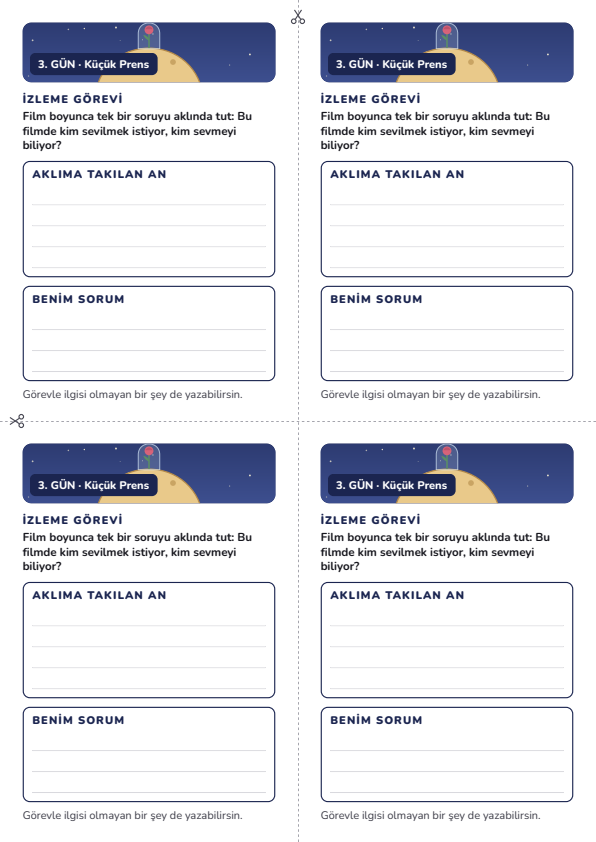 3. GÜN · Küçük Prens
İZLEME GÖREVİ
Film boyunca tek bir soruyu aklında tut: Bu
filmde kim sevilmek istiyor, kim sevmeyi
biliyor?
AKLIMA TAKILAN AN
BENİM SORUM
Görevle ilgisi olmayan bir şey de yazabilirsin.
3. GÜN · Küçük Prens
İZLEME GÖREVİ
Film boyunca tek bir soruyu aklında tut: Bu
filmde kim sevilmek istiyor, kim sevmeyi
biliyor?
AKLIMA TAKILAN AN
BENİM SORUM
Görevle ilgisi olmayan bir şey de yazabilirsin.
3. GÜN · Küçük Prens
İZLEME GÖREVİ
Film boyunca tek bir soruyu aklında tut: Bu
filmde kim sevilmek istiyor, kim sevmeyi
biliyor?
AKLIMA TAKILAN AN
BENİM SORUM
Görevle ilgisi olmayan bir şey de yazabilirsin.
3. GÜN · Küçük Prens
İZLEME GÖREVİ
Film boyunca tek bir soruyu aklında tut: Bu
filmde kim sevilmek istiyor, kim sevmeyi
biliyor?
AKLIMA TAKILAN AN
BENİM SORUM
Görevle ilgisi olmayan bir şey de yazabilirsin.